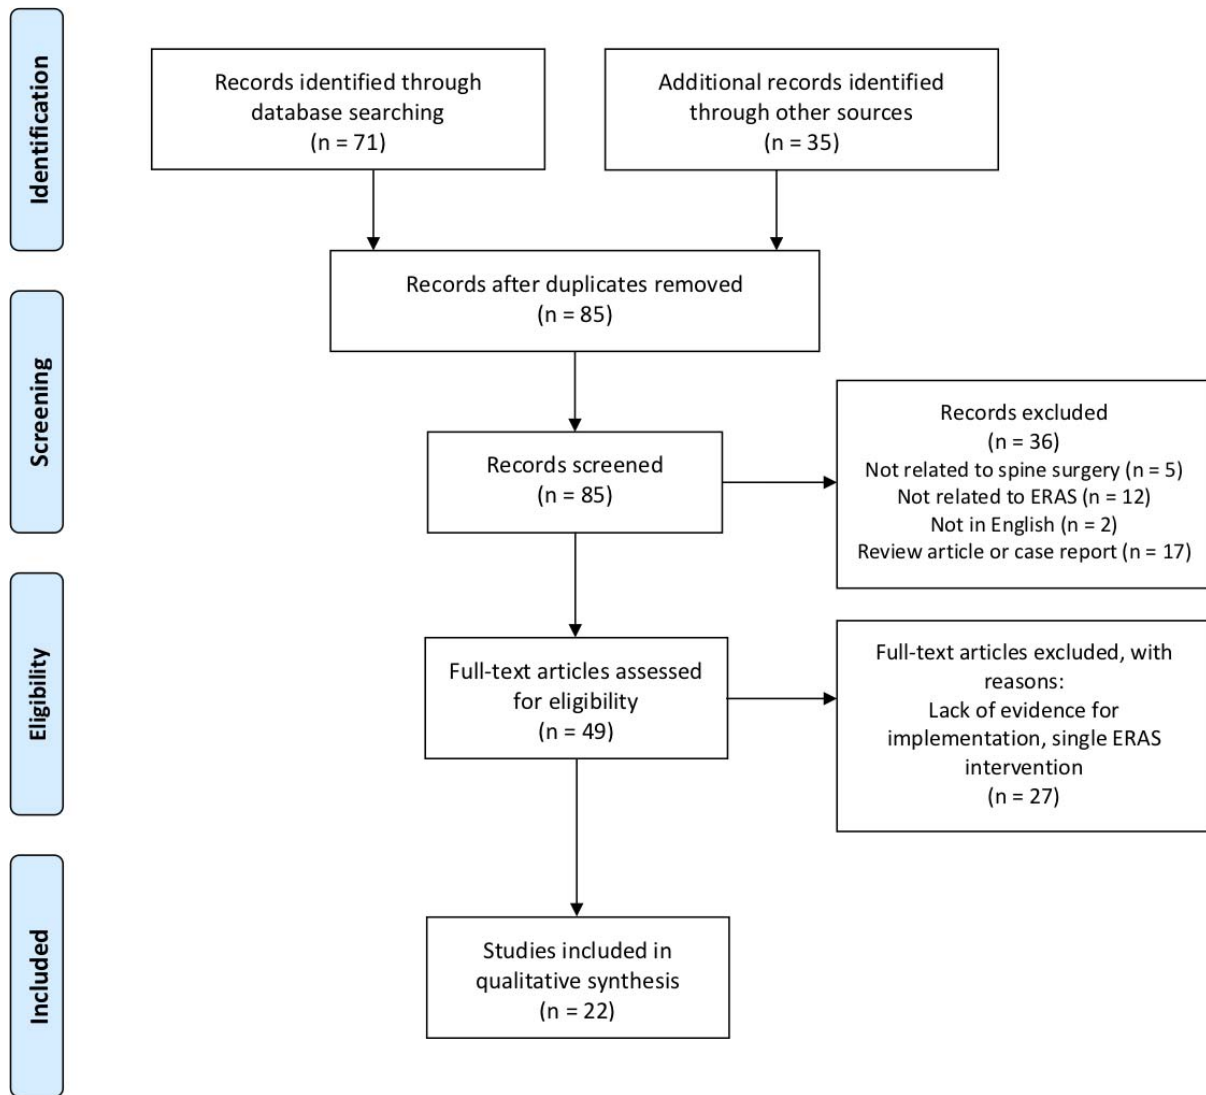 Identification
Records identified through
database searching
(n = 71)
Additional records identified
through other sources
(n = 35)
Records after duplicates removed
(n = 85)
Screening
Records screened
(n = 85)
Records excluded
(n = 36)
Not related to spine surgery (n = 5)
Not related to ERAS (n = 12)
Not in English (n = 2)
Review article or case report (n = 17)
Eligibility
Full-text articles assessed
for eligibility
(n = 49)
Full-text articles excluded, with
reasons:
Lack of evidence for
implementation, single ERAS
intervention
(n = 27)
Included
Studies included in
qualitative synthesis
(n = 22)